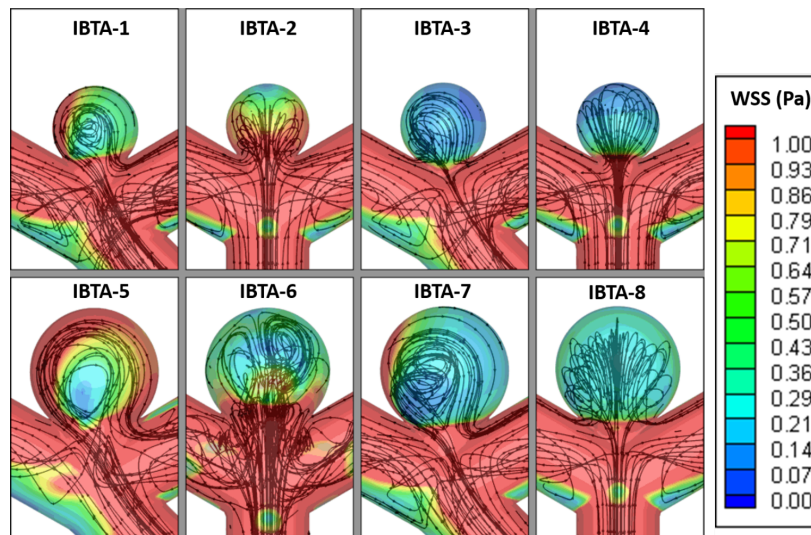 IBTA-1
IBTA-2
IBTA-3
IBTA-4
IBTA-5
IBTA-6
IBTA-7
IBTA-8
WSS (Pa)
1.00
0.93
0.86
0.79
0.71
0.64
0.57
0.50
0.43
0.36
0.29
0.21
0.14
0.07
0.00